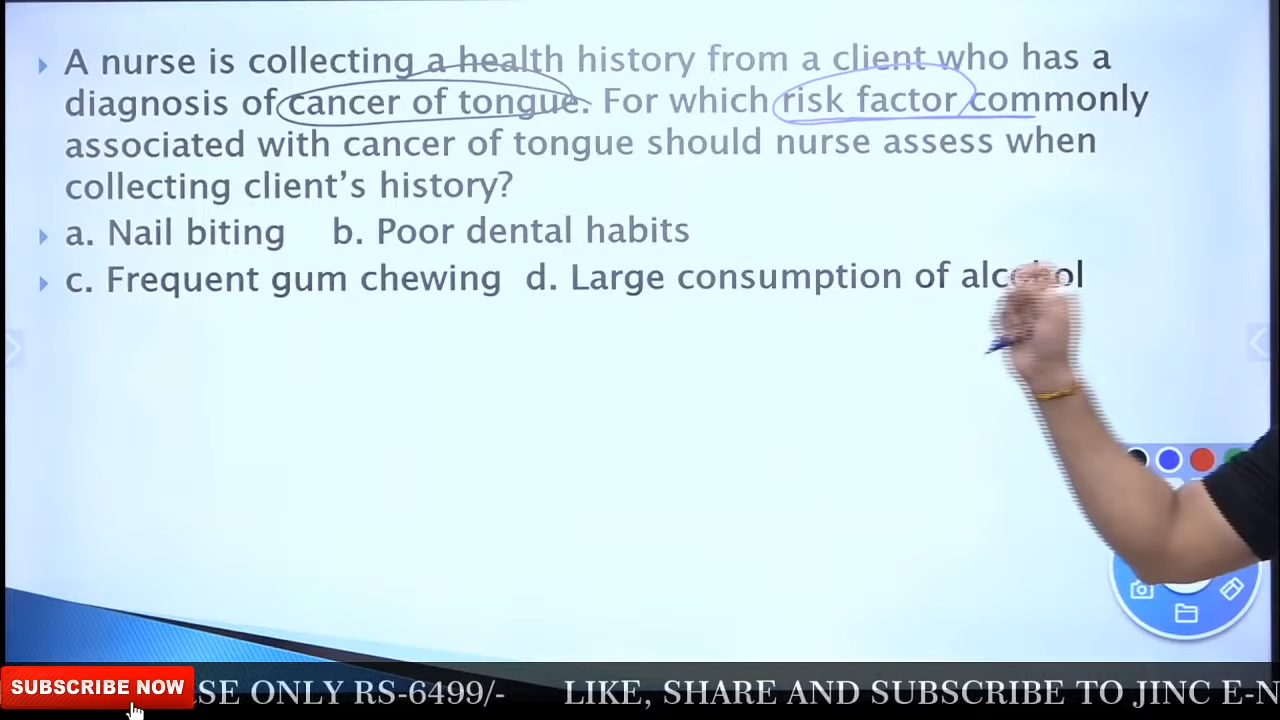 A nurse is collecting a health history from a client who has a
diagnosis of cancer of tongue. For which risk factor commonly
associated with cancer of tongue should nurse assess when
collecting client’s history?
a. Nail biting b. Poor dental habits
c. Frequent gum chewing d. Large consumption of alcohol
SUBSCRIBE NOW
SE ONLY RS-6499/- LIKE, SHARE AND SUBSCRIBE TO JINC E-N